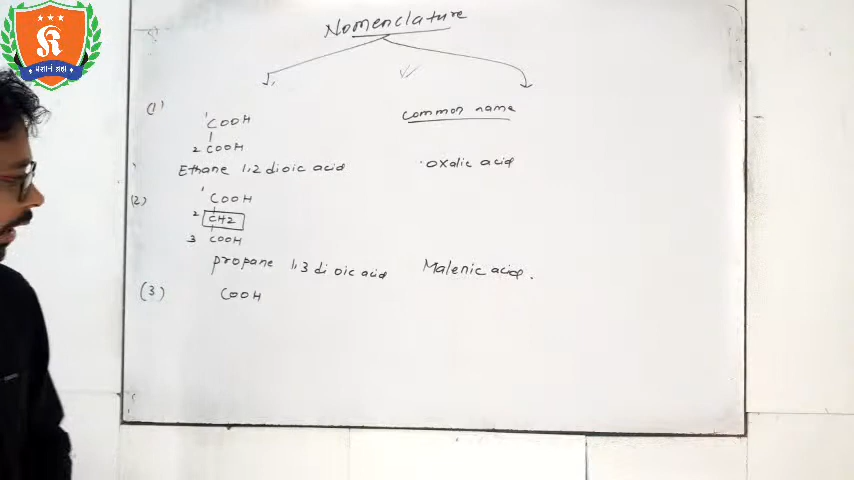 Nomenclature
(1) 1COOH common name
2 COOH
Ethane 1,2 dioic acid oxalic acid
(2) 1 COOH
2 CH2
3 COOH
propane 1,3 di oic acid Malenic acid.
(3) COOH